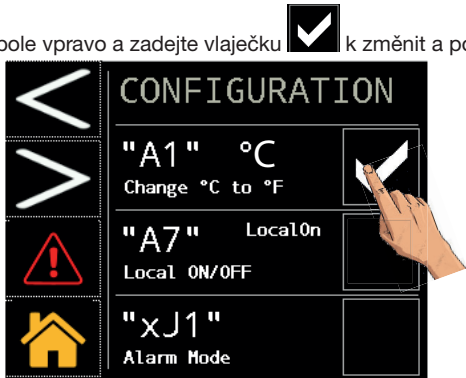 pole vpravo a zadejte vlaječku k změnit a po
CONFIGURATION
"A1" °C
Change °C to °F
"A7" LocalOn
Local ON/OFF
"xJ1"
Alarm Mode